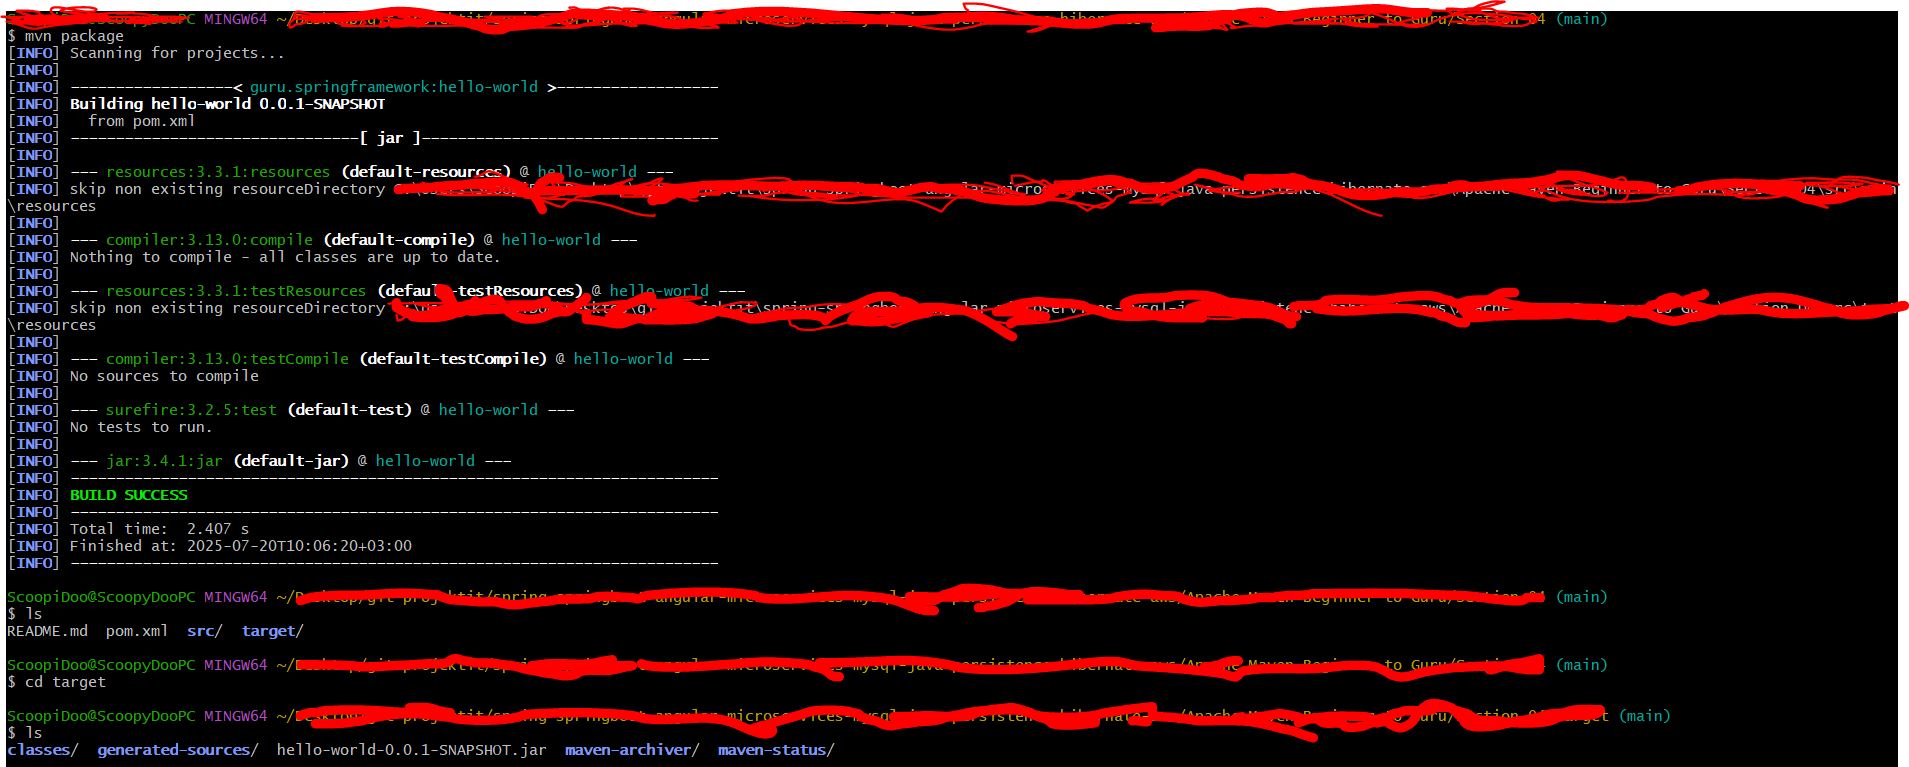 MINGW64 ~/ to Guru/Section 04 (main)
$ mvn package
[INFO] Scanning for projects...
[INFO]
[INFO] ------------------< guru.springframework:hello-world >------------------
[INFO] Building hello-world 0.0.1-SNAPSHOT
[INFO]   from pom.xml
[INFO] --------------------------------[ jar ]---------------------------------
[INFO]
[INFO] --- resources:3.3.1:resources (default-resources) @ hello-world ---
[INFO] skip non existing resourceDirectory
\resources
[INFO]
[INFO] --- compiler:3.13.0:compile (default-compile) @ hello-world ---
[INFO] Nothing to compile - all classes are up to date.
[INFO]
[INFO] --- resources:3.3.1:testResources (default-testResources) @ hello-world ---
[INFO] skip non existing resourceDirectory
\resources
[INFO]
[INFO] --- compiler:3.13.0:testCompile (default-testCompile) @ hello-world ---
[INFO] No sources to compile
[INFO]
[INFO] --- surefire:3.2.5:test (default-test) @ hello-world ---
[INFO] No tests to run.
[INFO]
[INFO] --- jar:3.4.1:jar (default-jar) @ hello-world ---
[INFO] ------------------------------------------------------------------------
[INFO] BUILD SUCCESS
[INFO] ------------------------------------------------------------------------
[INFO] Total time:  2.407 s
[INFO] Finished at: 2025-07-20T10:06:20+03:00
[INFO] ------------------------------------------------------------------------
ScoopiDoo@ScoopyDooPC MINGW64 ~/ (main)
$ ls
README.md  pom.xml  src/  target/
ScoopiDoo@ScoopyDooPC MINGW64 ~/ (main)
$ cd target
ScoopiDoo@ScoopyDooPC MINGW64 ~/ (main)
$ ls
classes/  generated-sources/  hello-world-0.0.1-SNAPSHOT.jar  maven-archiver/  maven-status/